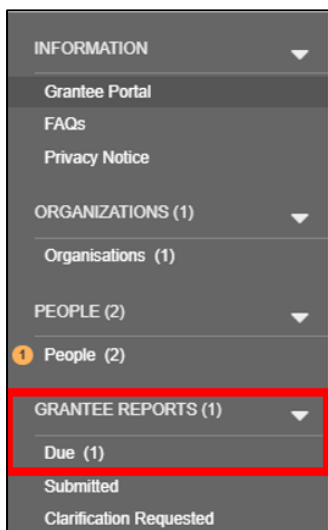 INFORMATION
Grantee Portal
FAQs
Privacy Notice
ORGANIZATIONS (1)
Organisations (1)
PEOPLE (2)
1 People (2)
GRANTEE REPORTS (1)
Due (1)
Submitted
Clarification Requested